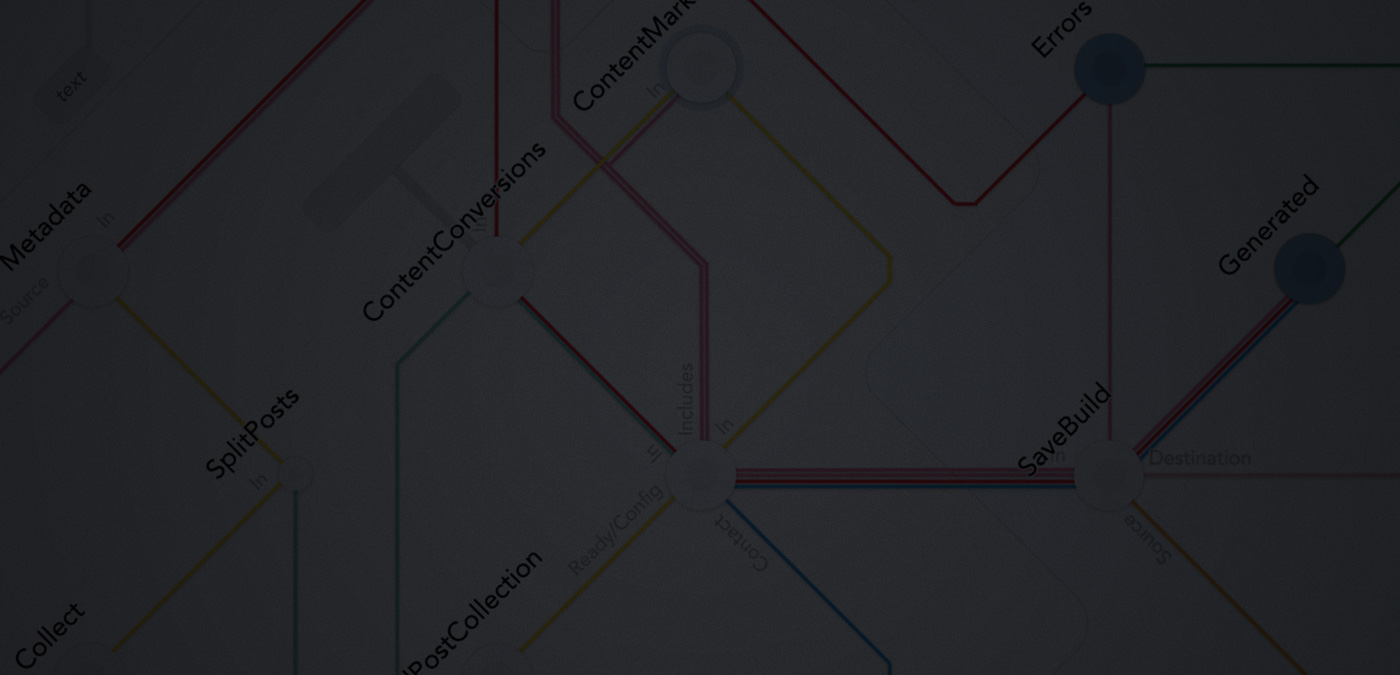 ContentMark
Errors
text
In
ContentConversions
Generated
Metadata
In
In
Source
Includes
SplitPosts
In
In
SaveBuild
In
Destination
In
Ready/Config
Contact
Source
PostCollection
Collect